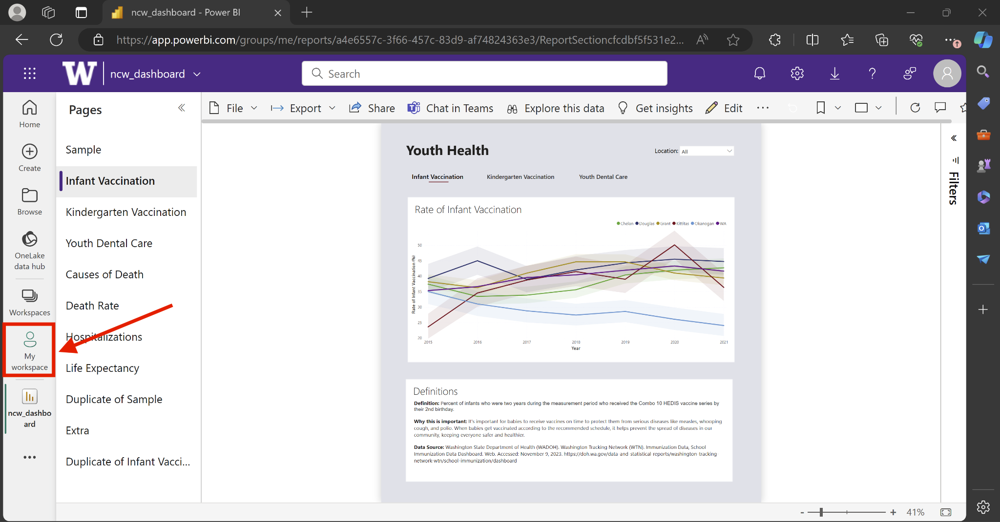 ncw_dashboard - Power BI
https://app.powerbi.com/groups/me/reports/a4e6557c-3f66-457c-83d9-af74824363e3/ReportSectioncfcdbf5f531e2...
W
ncw_dashboard
Search
Home
Create
Browse
OneLake
data hub
Workspaces
My
workspace
ncw_dashbo
ard
Pages
Sample
Infant Vaccination
Kindergarten Vaccination
Youth Dental Care
Causes of Death
Death Rate
Hospitalizations
Life Expectancy
Duplicate of Sample
Extra
Duplicate of Infant Vacci...
File
Export
Share
Chat in Teams
Explore this data
Get insights
Edit
Youth Health
Location: All
Infant Vaccination
Kindergarten Vaccination
Youth Dental Care
Rate of Infant Vaccination
Chelan Douglas Grant Kittitas Okanogan WA
Rate of Infant Vaccination (%)
50
45
40
35
30
25
20
2015 2016 2017 2018 2019 2020 2021
Year
Definitions
Definition: Percent of infants who were two years during the measurement period who received the Combo 10 HEDIS vaccine series by
their 2nd birthday.
Why this is important: It's important for babies to receive vaccines on time to protect them from serious diseases like measles, whooping
cough, and polio. When babies get vaccinated according to the recommended schedule, it helps prevent the spread of diseases in our
community, keeping everyone safer and healthier.
Data Source: Washington State Department of Health (WADOH). Washington Tracking Network (WTN). Immunization Data, School
Immunization Data Dashboard. Web. Accessed: November 9, 2023. https://doh.wa.gov/data-and-statistical-reports/washington-tracking-
network-wtn/school-immunization/dashboard
Filters
- + 41%